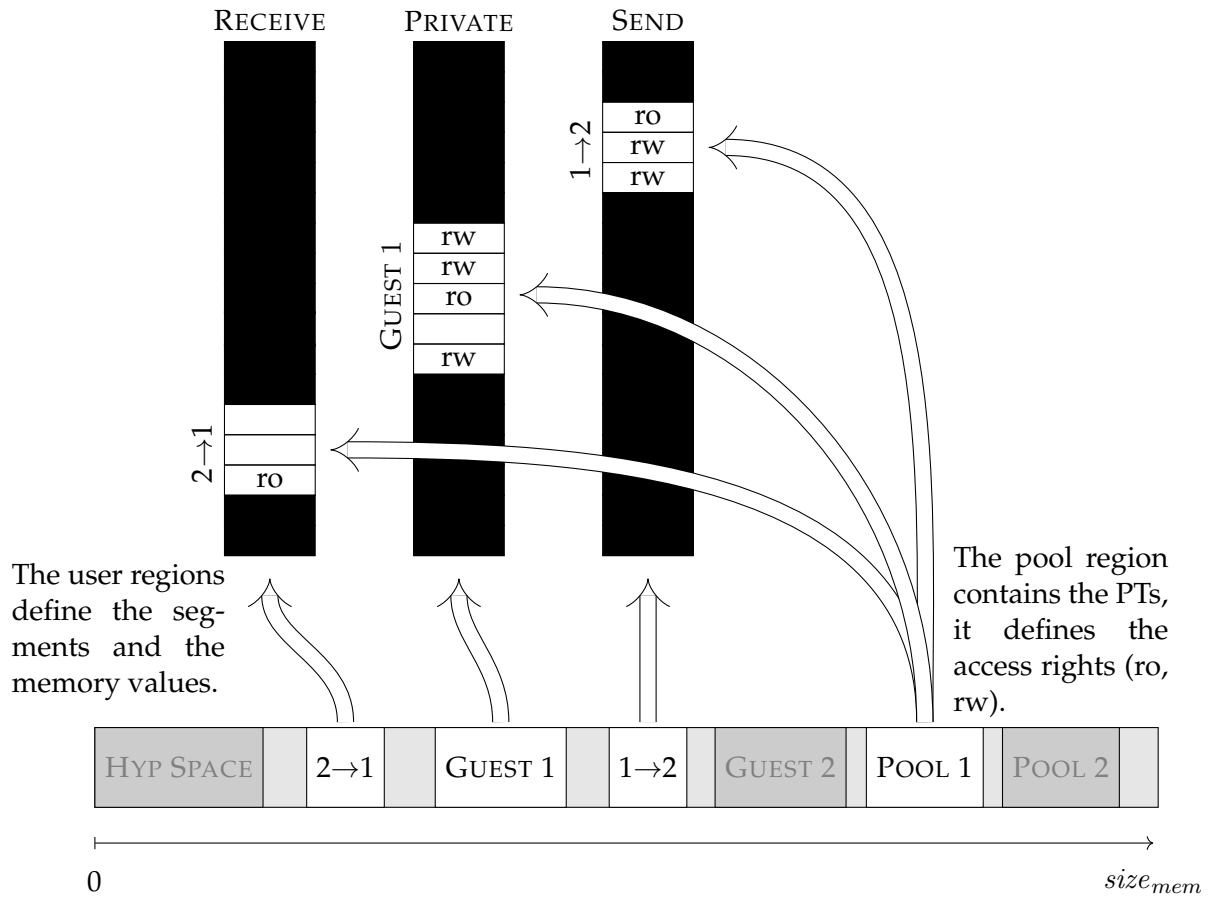 RECEIVE PRIVATE SEND
ro
rw
rw
1→2
rw
rw
ro
rw
GUEST 1
ro
2→1
The user regions
define the seg-
ments and the
memory values.
The pool region
contains the PTs,
it defines the
access rights (ro,
rw).
HYP SPACE 2→1 GUEST 1 1→2 GUEST 2 POOL 1 POOL 2
0 size_mem